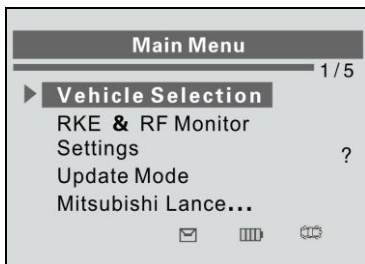 Main Menu
1/5
Vehicle Selection
RKE & RF Monitor
Settings
?
Update Mode
Mitsubishi Lance...